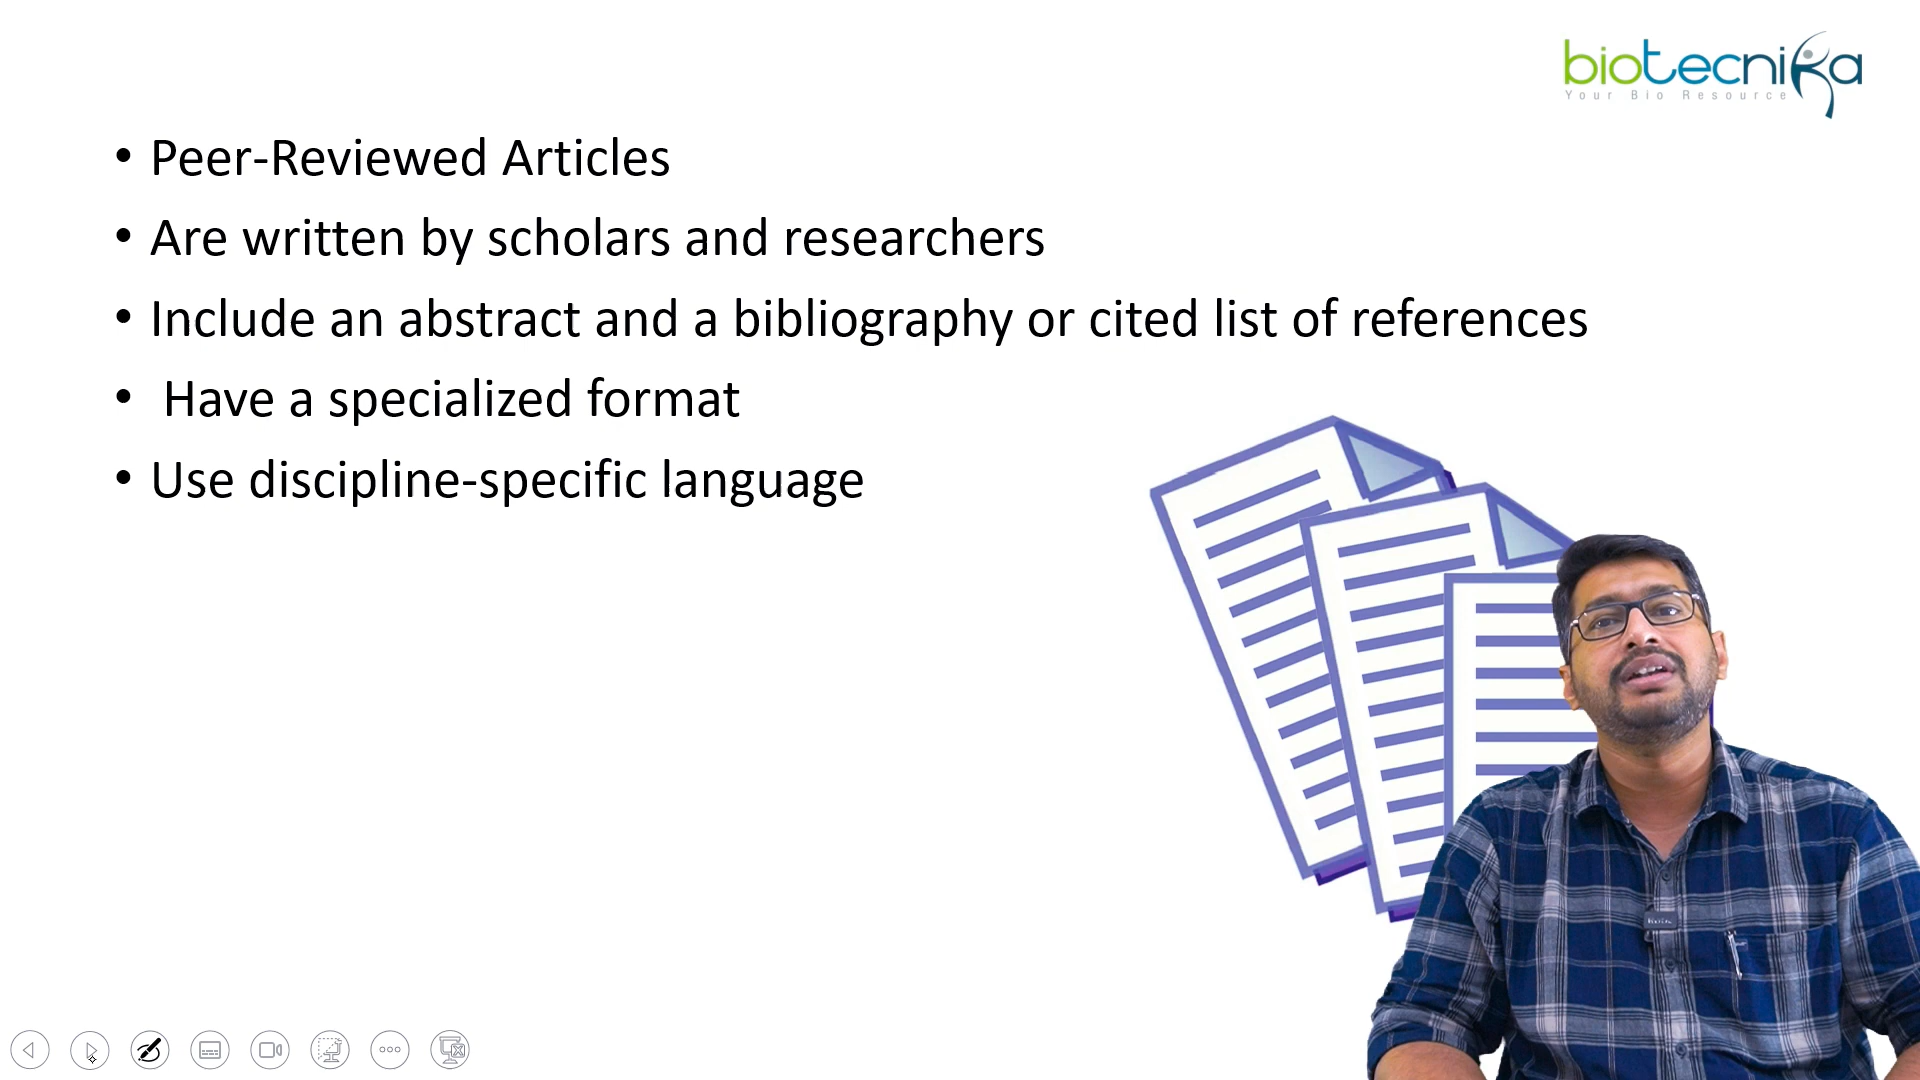 biotecnika
Your Bio Resource
• Peer-Reviewed Articles
• Are written by scholars and researchers
• Include an abstract and a bibliography or cited list of references
• Have a specialized format
• Use discipline-specific language